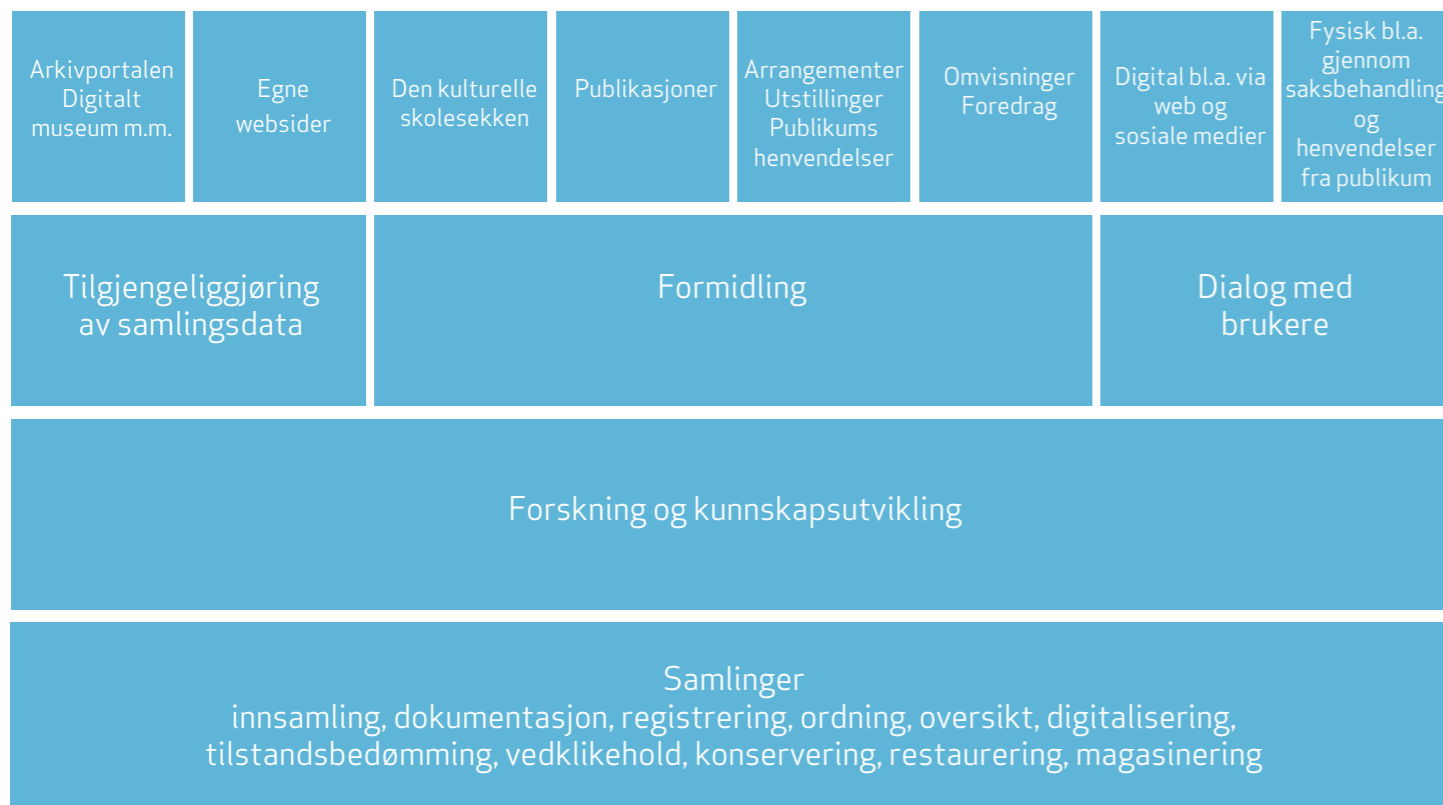 Arkivportalen
Digitalt
museum m.m.
Egne
websider
Den kulturelle
skolesekken
Publikasjoner
Arrangementer
Utstillinger
Publikums
henvendelser
Omvisninger
Foredrag
Digital bl.a. via
web og
sosiale medier
Fysisk bl.a.
gjennom
saksbehandling
og
henvendelser
fra publikum
Tilgjengeliggjøring
av samlingsdata
Formidling
Dialog med
brukere
Forskning og kunnskapsutvikling
Samlinger
innsamling, dokumentasjon, registrering, ordning, oversikt, digitalisering,
tilstandsbedømming, vedklikehold, konservering, restaurering, magasinering